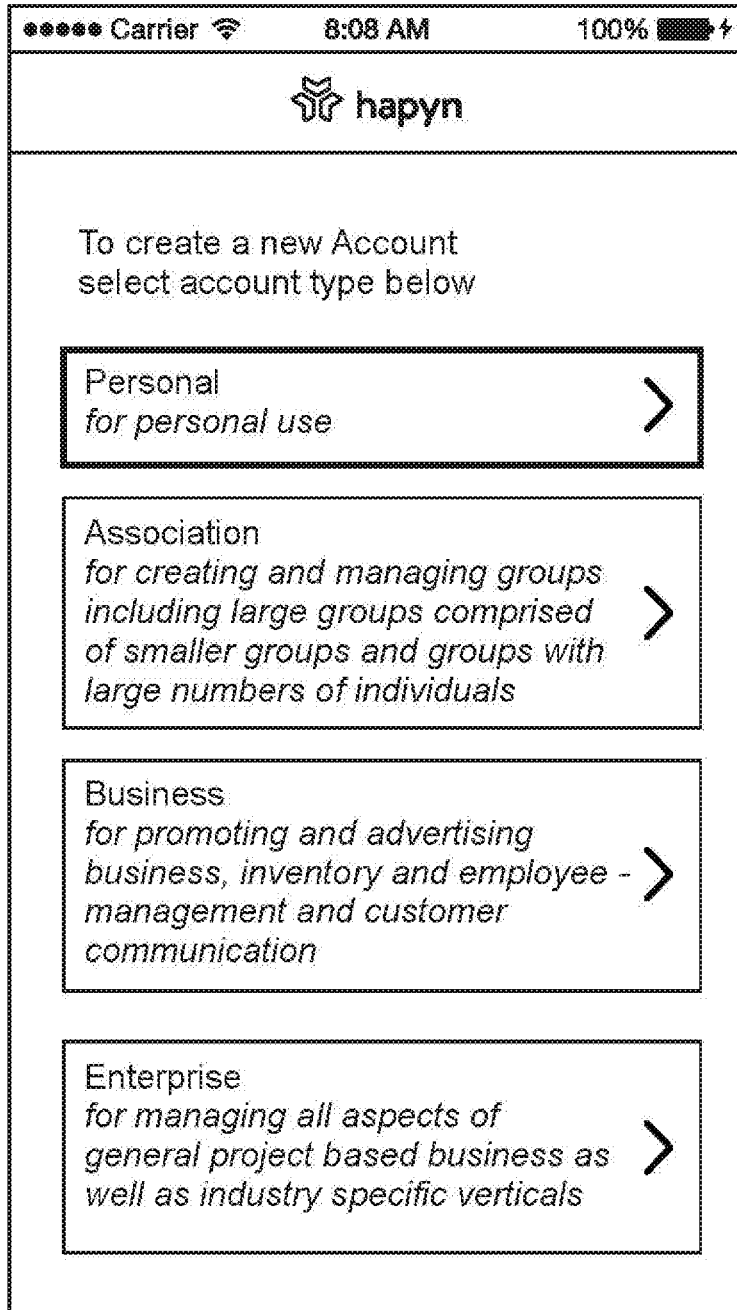 Carrier 8:08 AM 100%
hapyn
To create a new Account
select account type below
Personal
for personal use
Association
for creating and managing groups
including large groups comprised
of smaller groups and groups with
large numbers of individuals
Business
for promoting and advertising
business, inventory and employee -
management and customer
communication
Enterprise
for managing all aspects of
general project based business as
well as industry specific verticals